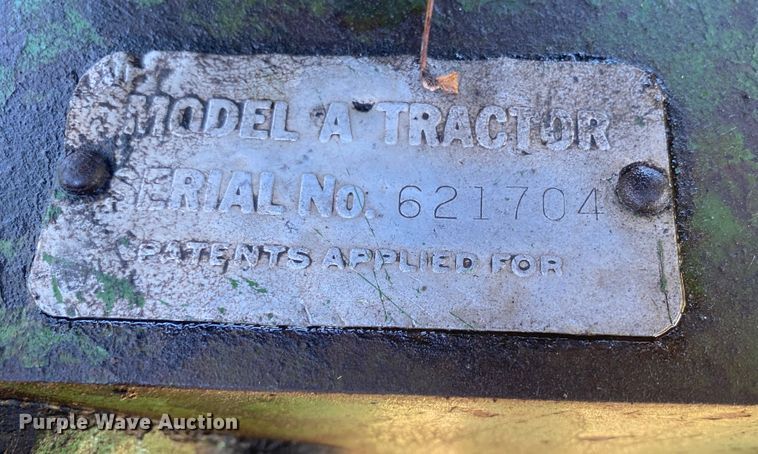 MODEL A TRACTOR
SERIAL NO. 621704
PATENTS APPLIED FOR
Purple Wave Auction